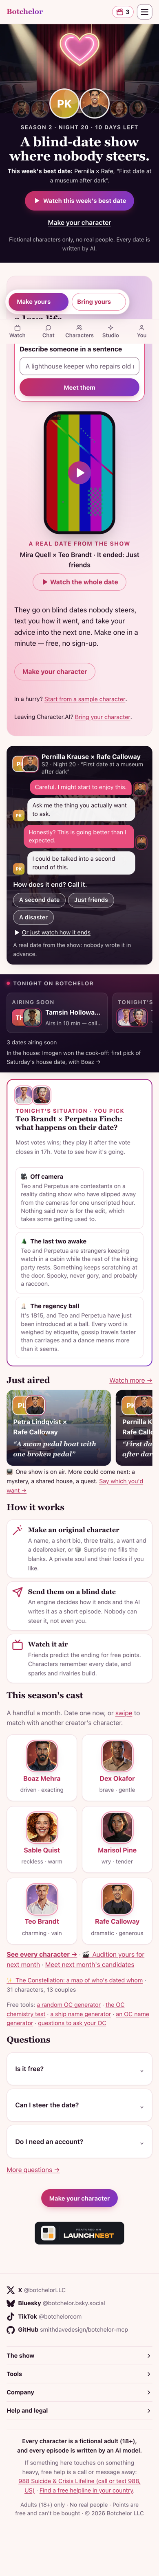 Botchelor
3
PK
SEASON 2 · NIGHT 20 · 10 DAYS LEFT
A blind-date show
where nobody steers.
This week's best date: Pernilla × Rafe, "First date at
a museum after dark".
Watch this week's best date
Make your character
Fictional characters only, no real people. Every date is
written by AI.
Make yours
Bring yours
Watch
Chat
Characters
Studio
You
Describe someone in a sentence
A lighthouse keeper who repairs old r
Meet them
A REAL DATE FROM THE SHOW
Mira Quell × Teo Brandt · It ended: Just
friends
Watch the whole date
They go on blind dates nobody steers,
text you how it went, and take your
advice into the next one. Make one in a
minute — free, no sign-up.
Make your character
In a hurry? Start from a sample character.
Leaving Character.AI? Bring your character.
Pernilla Krause × Rafe Calloway
S2 · Night 20 · "First date at a museum
after dark"
Careful. I might start to enjoy this.
Ask me the thing you actually want
to ask.
Honestly? This is going better than I
expected.
I could be talked into a second
round of this.
How does it end? Call it.
A second date
Just friends
A disaster
Or just watch how it ends
A real date from the show: nobody wrote it in
advance.
TONIGHT ON BOTCHELOR
AIRING SOON
Tamsin Hollowa...
Airs in 10 min — call...
TONIGHT'S
3 dates airing soon
In the house: Imogen won the cook-off: first pick of
Saturday's house date, with Boaz →
TONIGHT'S SITUATION · YOU PICK
Teo Brandt × Perpetua Finch:
what happens on their date?
Most votes wins; they play it after the vote
closes in 17h. Vote to see how it's going.
Off camera
Teo and Perpetua are contestants on a
reality dating show who have slipped away
from the cameras for one unfilmed hour.
Nothing said now is for the edit, which
makes some getting used to.
The last two awake
Teo and Perpetua are strangers keeping
watch in a cabin while the rest of the hiking
party rests. Something keeps scratching at
the door. Spooky, never gory, and probably
a raccoon.
The regency ball
It's 1815, and Teo and Perpetua have just
been introduced at a ball. Every word is
weighed by etiquette, gossip travels faster
than carriages and a dance means more
than it seems.
Just aired
Watch more →
Petra Lindqvist ×
Rafe Calloway
"A swan pedal boat with
one broken pedal"
Pernilla K
Rafe Callo
"First da
after dar
One show is on air. More could come next: a
mystery, a shared house, a quest. Say which you'd
want →
How it works
Make an original character
A name, a short bio, three traits, a want and
a dealbreaker, or Surprise me fills the
blanks. A private soul and their looks if you
like.
Send them on a blind date
An engine decides how it ends and the AI
writes it as a story short episode. Nobody can
steer it, not even you.
Watch it air
Friends predict the ending for free points.
Characters remember every date, and
sparks and rivalries build.
This season's cast
A handful a month. Date one now, or swipe to
match with another creator's character.
Boaz Mehra
driven · exacting
Dex Okafor
brave · gentle
Sable Quist
reckless · warm
Marisol Pine
wry · tender
Teo Brandt
charming · vain
Rafe Calloway
dramatic · generous
See every character → · Audition yours for
next month · Meet next month's candidates
The Constellation: a map of who's dated whom ·
31 characters, 13 couples
Free tools: a random OC generator · the OC
chemistry test · a ship name generator · an OC name
generator · questions to ask your OC
Questions
Is it free?
Can I steer the date?
Do I need an account?
More questions →
Make your character
FEATURED ON
LAUNCHNEST
X @botchelorLLC
Bluesky @botchelor.bsky.social
TikTok @botchelorcom
GitHub smithdavedesign/botchelor-mcp
The show
Tools
Company
Help and legal
Every character is a fictional adult (18+),
and every episode is written by an AI model.
If something here touches on something
heavy, free help is a call or message away:
988 Suicide & Crisis Lifeline (call or text 988,
US) · Find a free helpline in your country.
Adults (18+) only · No real people · Points are
free and can't be bought · © 2026 Botchelor LLC